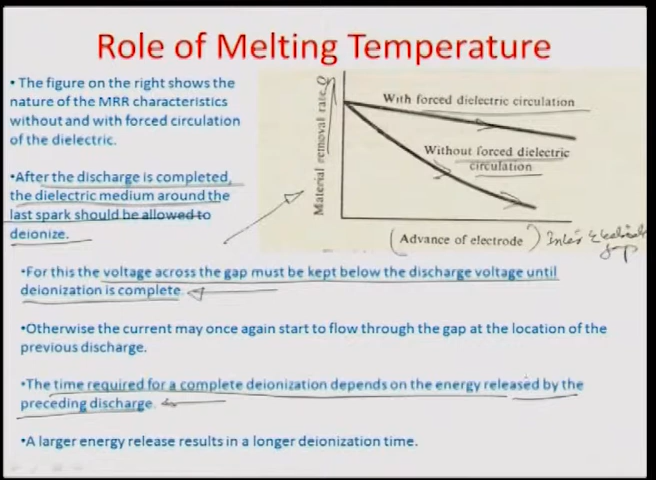 Role of Melting Temperature
• The figure on the right shows the
nature of the MRR characteristics
without and with forced circulation
of the dielectric.
• After the discharge is completed,
the dielectric medium around the
last spark should be allowed to
deionize.
Material removal rate, Q
With forced dielectric circulation
Without forced dielectric
circulation
(Advance of electrode) Inter Electrode
gap
•For this the voltage across the gap must be kept below the discharge voltage until
deionization is complete
•Otherwise the current may once again start to flow through the gap at the location of the
previous discharge.
•The time required for a complete deionization depends on the energy released by the
preceding discharge.
•A larger energy release results in a longer deionization time.